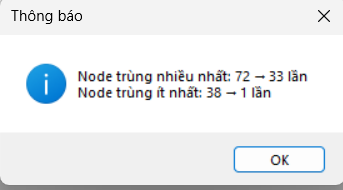 Thông báo
Node trùng nhiều nhất: 72 → 33 lần
Node trùng ít nhất: 38 → 1 lần
OK